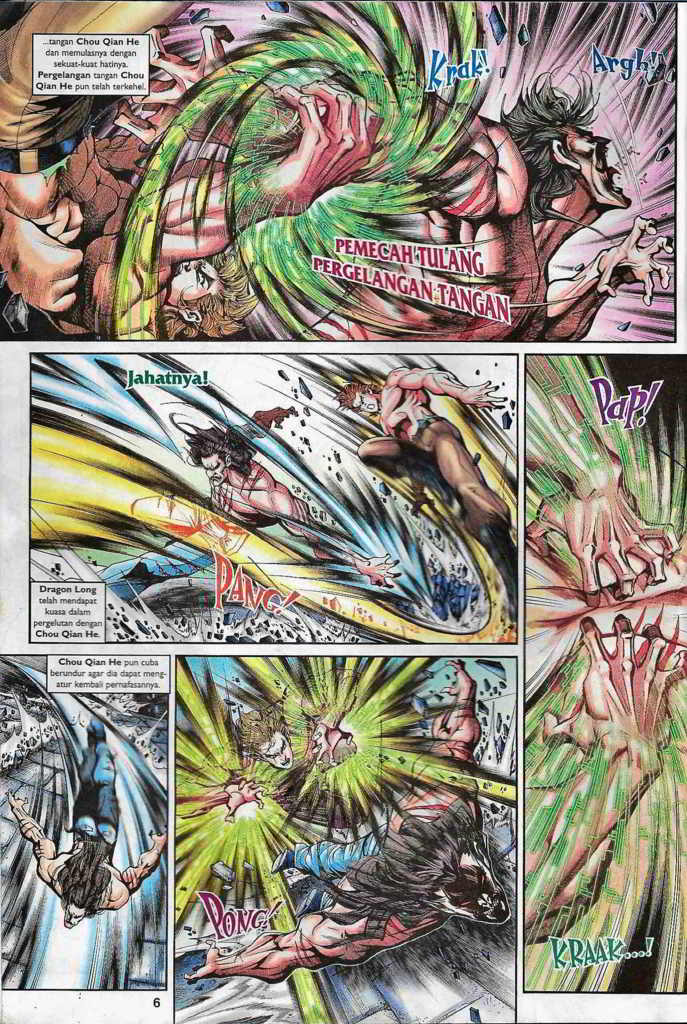 ...tangan Chou Qian He
dan memulasnya dengan
sekuat-kuat hatinya.
Pergelangan tangan Chou
Qian He pun telah terkehel.
Krak!
Argh!
PEMECAH TULANG
PERGELANGAN TANGAN
Jahatnya!
PANG!
Dragon Long
telah mendapat
kuasa dalam
pergelutan dengan
Chou Qian He.
Pap!
KRAAK...!
Chou Qian He pun cuba
berundur agar dia dapat meng-
atur kembali pernafasannya.
PONG!
6